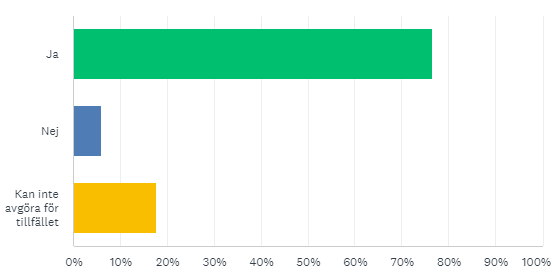 Ja
Nej
Kan inte
avgöra för
tillfället
0% 10% 20% 30% 40% 50% 60% 70% 80% 90% 100%